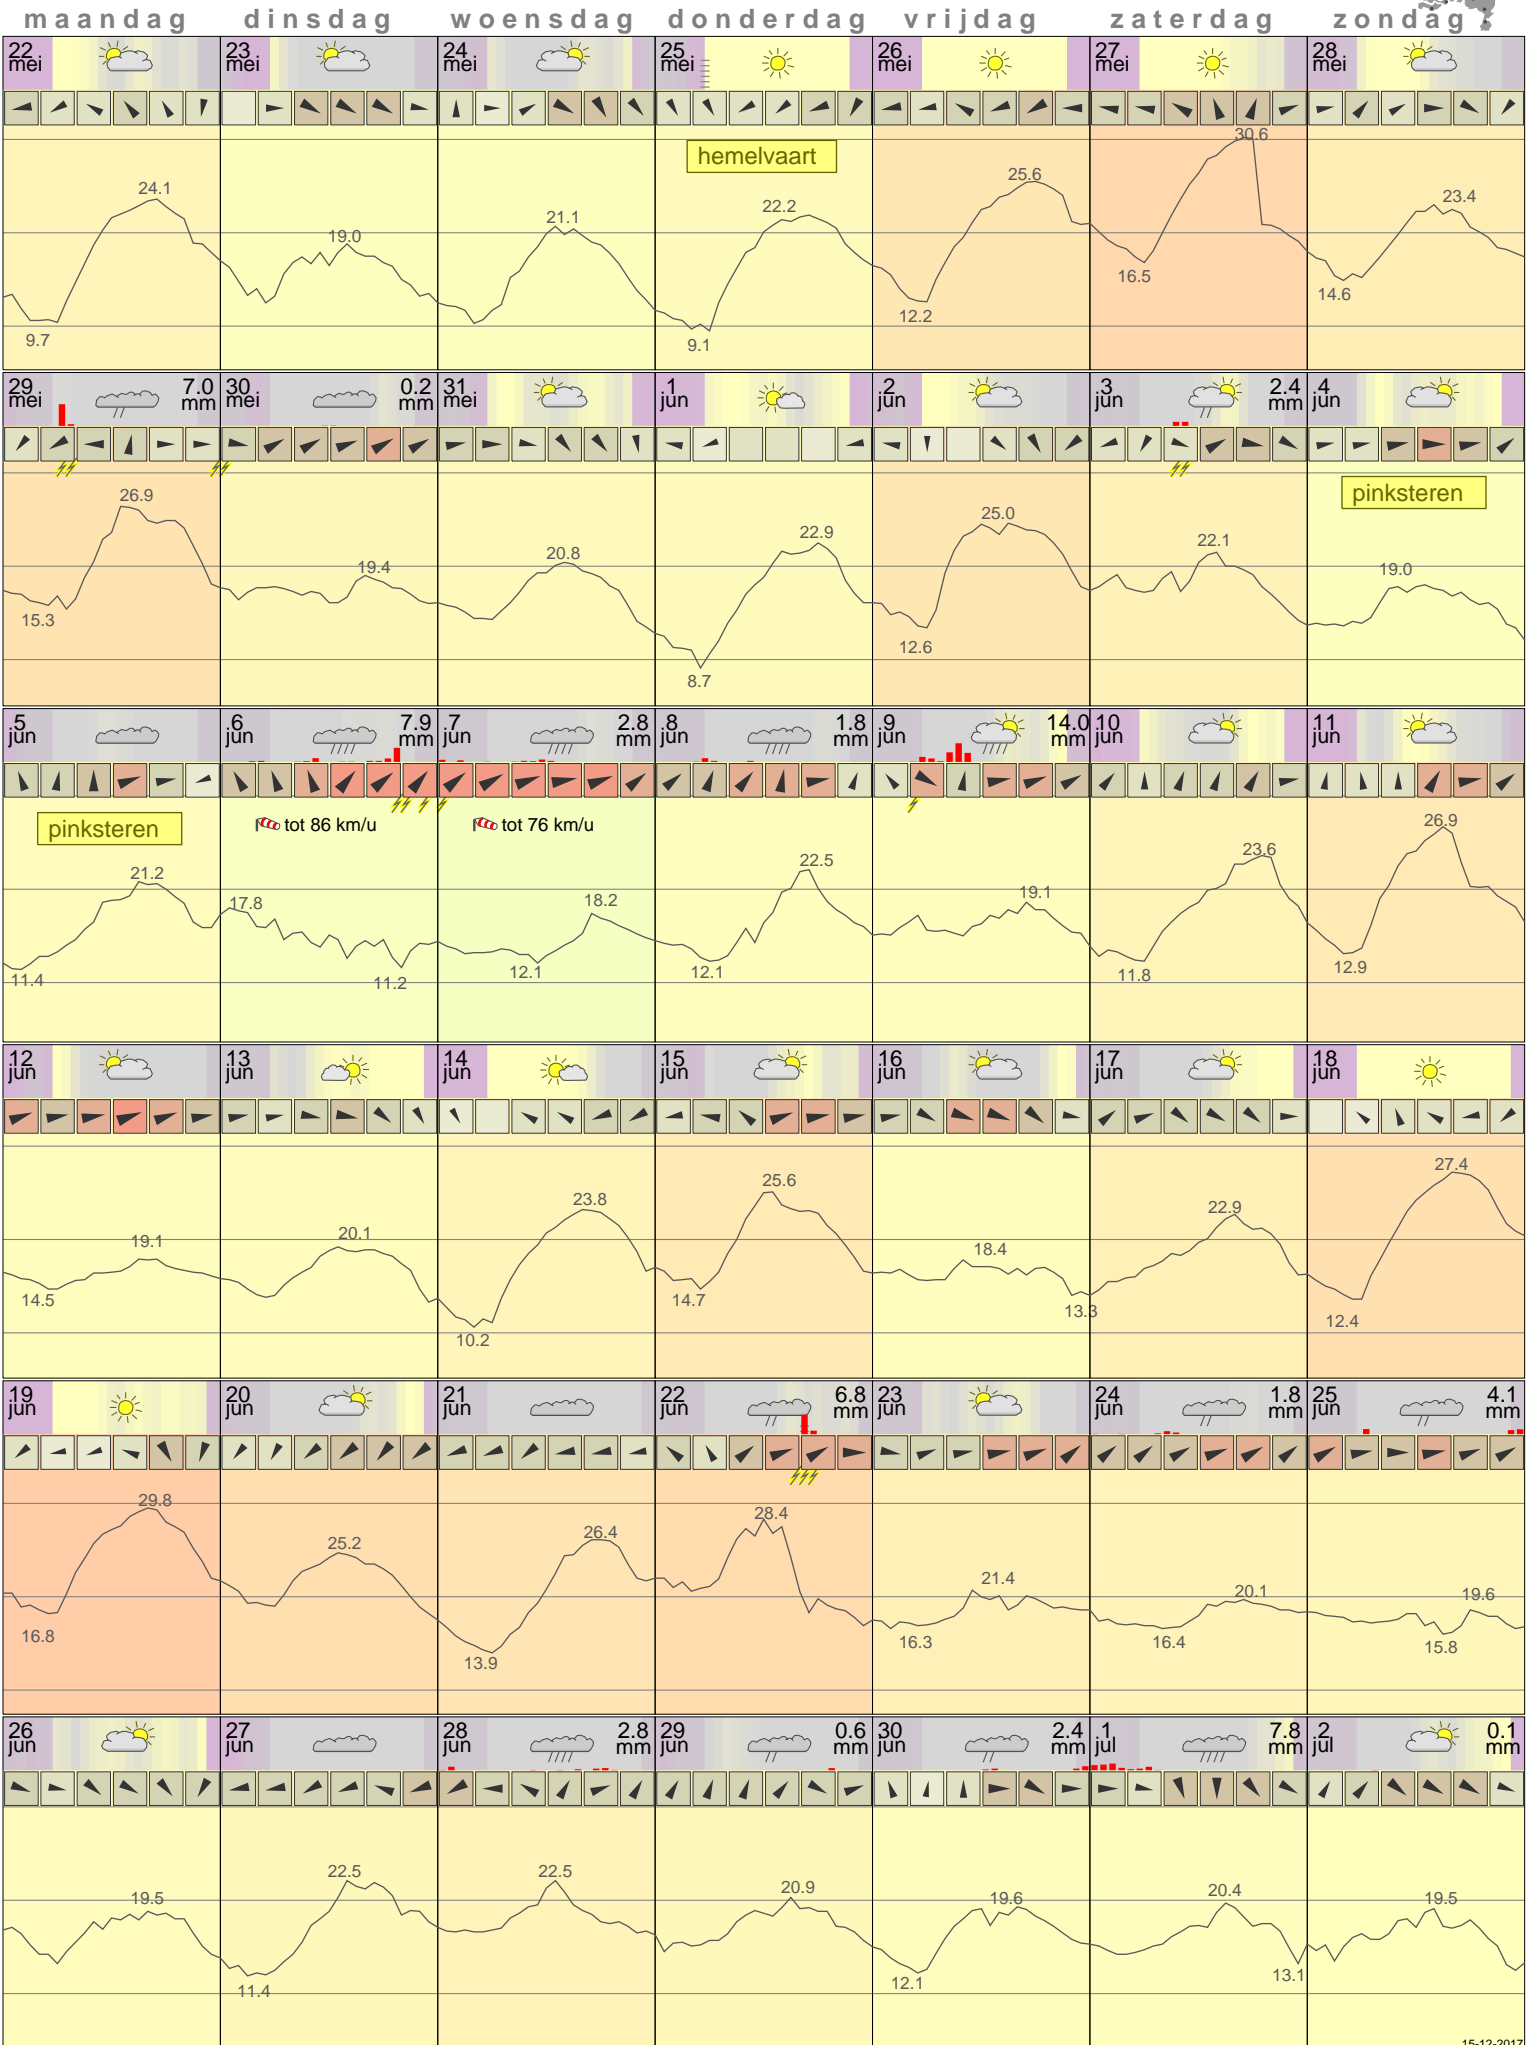 maandag dinsdag woensdag donderdag vrijdag zaterdag zondag
22 mei 23 mei 24 mei 25 mei 26 mei 27 mei 28 mei
hemelvaart
24.1 19.0 21.1 22.2 25.6 30.6 23.4
9.7 9.1 12.2 16.5 14.6
29 mei 7.0 mm 30 mei 0.2 mm 31 mei .1 jun .2 jun .3 jun 2.4 mm .4 jun
pinksteren
26.9 19.4 20.8 22.9 25.0 22.1 19.0
15.3 8.7 12.6
.5 jun .6 jun 7.9 mm .7 jun 2.8 mm .8 jun 1.8 mm .9 jun 14.0 mm 10 jun 11 jun
pinksteren tot 86 km/u tot 76 km/u
21.2 17.8 18.2 22.5 19.1 23.6 26.9
11.4 11.2 12.1 12.1 11.8 12.9
12 jun 13 jun 14 jun 15 jun 16 jun 17 jun 18 jun
19.1 20.1 23.8 25.6 18.4 22.9 27.4
14.5 10.2 14.7 13.3 12.4
19 jun 20 jun 21 jun 22 jun 6.8 mm 23 jun 24 jun 1.8 mm 25 jun 4.1 mm
29.8 25.2 26.4 28.4 21.4 20.1 19.6
16.8 13.9 16.3 16.4 15.8
26 jun 27 jun 28 jun 2.8 mm 29 jun 0.6 mm 30 jun 2.4 mm .1 jul 7.8 mm .2 jul 0.1 mm
19.5 22.5 22.5 20.9 19.6 20.4 19.5
11.4 12.1 13.1
15-12-2017